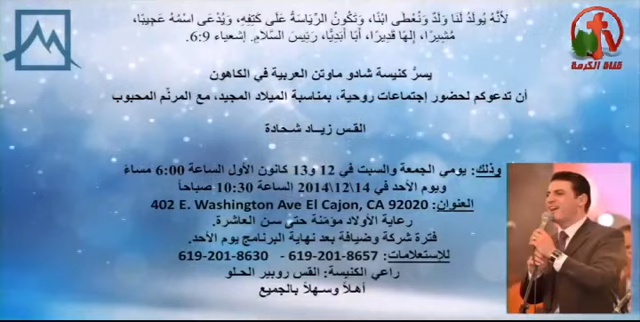 لأَنَّهُ يُولَدُ لَنَا وَلَدٌ وَنُعْطَى ابْنًا، وَتَكُونُ الرِّيَاسَةُ عَلَى كَتِفِهِ، وَيُدْعَى اسْمُهُ عَجِيبًا،
مُشِيرًا، إِلهًا قَدِيرًا، أَبًا أَبَدِيًّا، رَئِيسَ السَّلاَمِ. إشعياء 9:6.
قناة الكرمة
يسرُّ كنيسة شادو ماونتن العربية في الكاهون
أن تدعوكم لحضور إجتماعات روحية، بمناسبة الميلاد المجيد، مع المرنّم المحبوب
القس زيـاد شـحادة
وذلك: يومي الجمعة والسبت في 12 و13 كانون الأول الساعة 6:00 مساءً
ويوم الأحد في 14\12\2014 الساعة 10:30 صباحاً
العنوان: 402 E. Washington Ave El Cajon, CA 92020
رعاية الأولاد مؤمّنة حتى سن العاشرة.
فترة شركة وضيافة بعد نهاية البرنامج يوم الأحد.
للإستعلامات: 619-201-8657 - 619-201-8630
راعي الكنيسة: القس روبير الحلو
أهـلاً وسـهلاً بالجميع